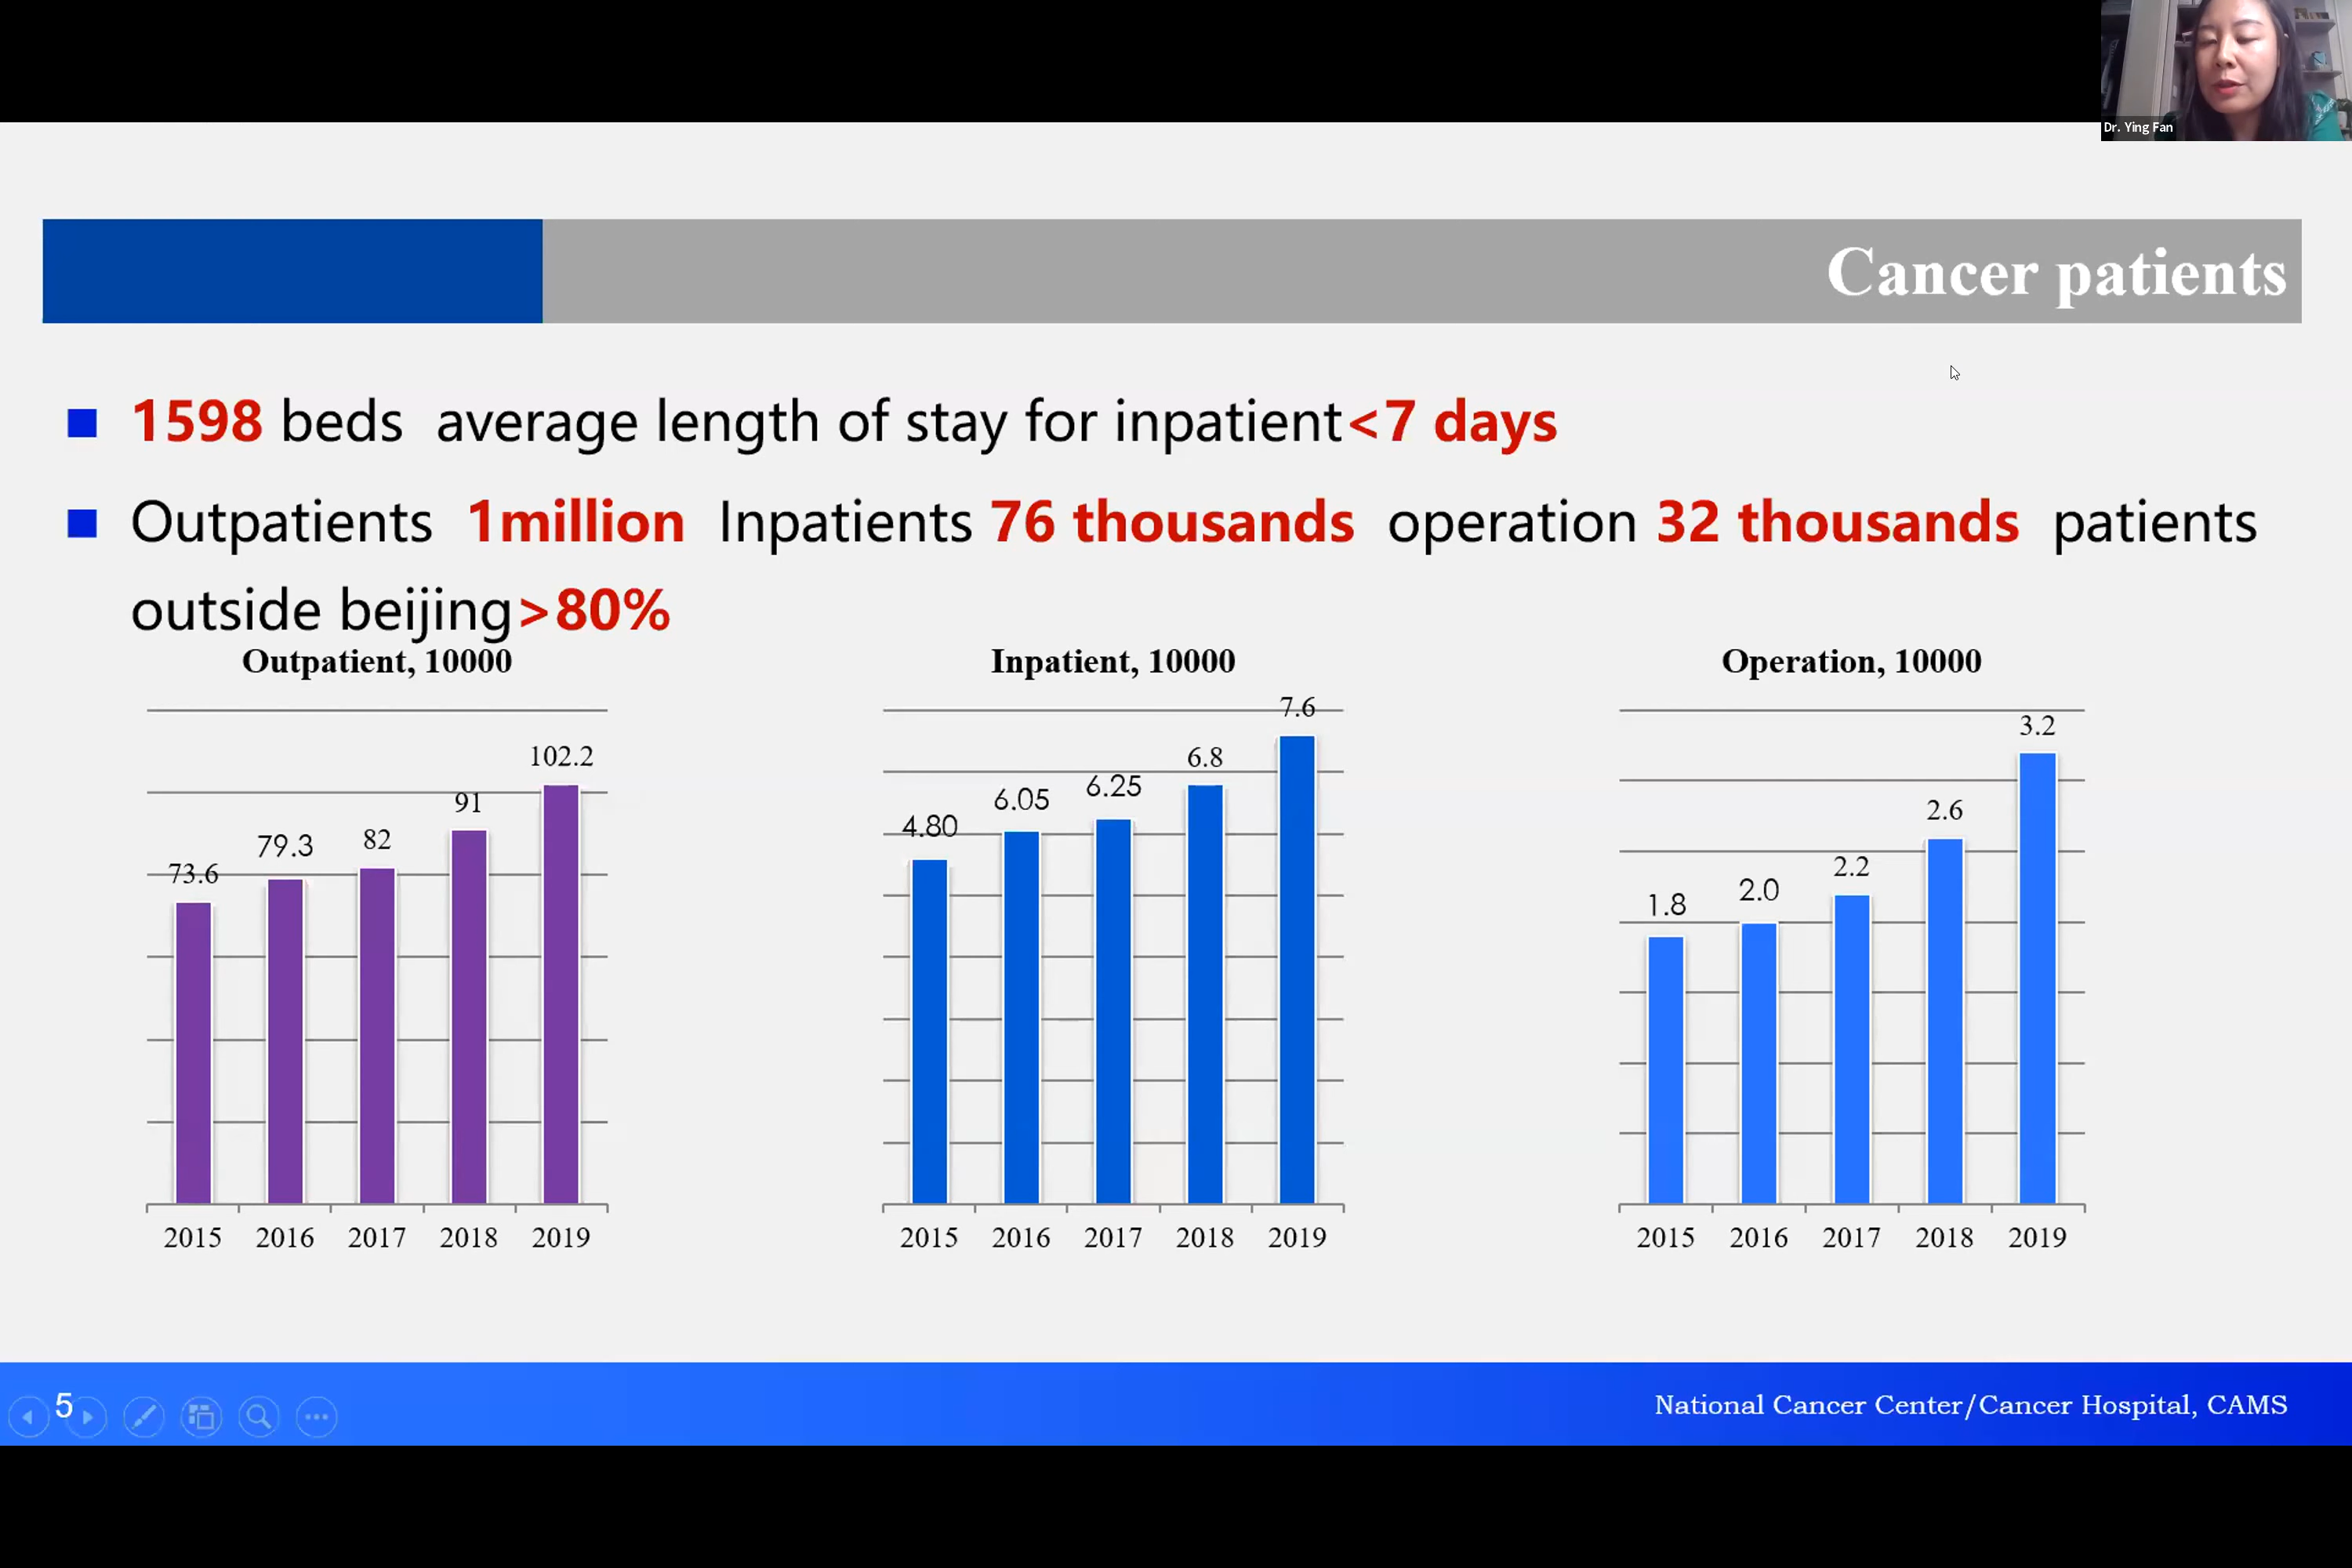 Dr. Ying Fan
Cancer patients
1598 beds average length of stay for inpatient<7 days
Outpatients 1million Inpatients 76 thousands operation 32 thousands patients
outside beijing>80%
Outpatient, 10000
73.6
79.3
82
91
102.2
2015 2016 2017 2018 2019
Inpatient, 10000
4.80
6.05
6.25
6.8
7.6
2015 2016 2017 2018 2019
Operation, 10000
1.8
2.0
2.2
2.6
3.2
2015 2016 2017 2018 2019
5
National Cancer Center/Cancer Hospital, CAMS